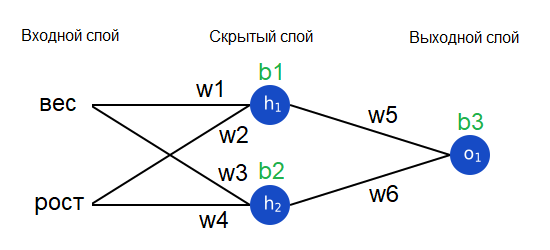 Входной слой
Скрытый слой
Выходной слой
b1
вес
w1
h1
w5
b3
w2
o1
w3
b2
рост
w4
h2
w6